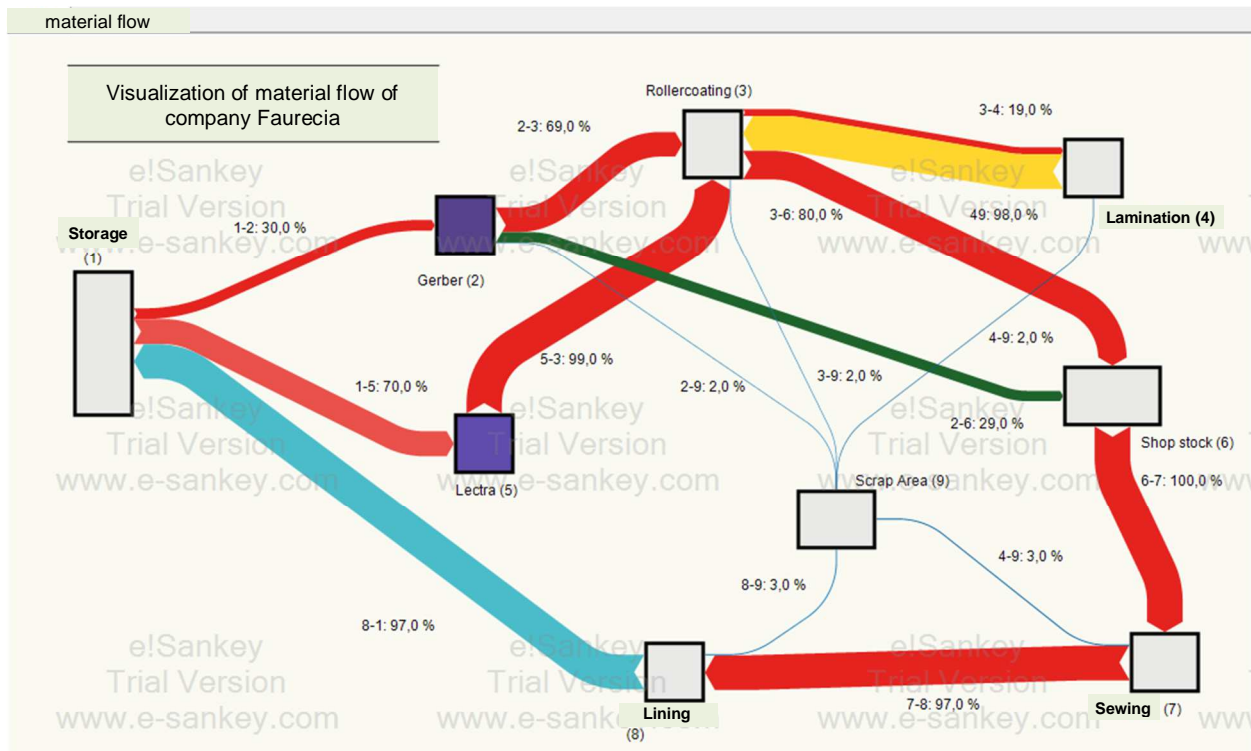 material flow
Visualization of material flow of
company Faurecia
Rollercoating (3)
3-4: 19,0 %
2-3: 69,0 %
e!Sankey
Trial Version
www.e-sankey.com
e!Sankey
Trial Version
www.e-sankey.com
e!Sankey
Trial Version
www.e-sankey.com
Storage
(1)
1-2: 30,0 %
3-6: 80,0 %
49: 98,0 %
Lamination (4)
www
Gerber (2)
5-3: 99,0 %
4-9: 2,0 %
1-5: 70,0 %
2-9: 2,0 %
3-9: 2,0 %
2-6: 29,0 %
e!Sankey
Trial Version
www.e-sankey.com
e!Sankey
Trial Version
www.e-sankey.com
e!Sankey
Trial Version
www.e-sankey.com
Shop stock (6)
Lectra (5)
Scrap Area (9)
6-7: 100,0 %
www
4-9: 3,0 %
8-9: 3,0 %
8-1: 97,0 %
e!Sankey
Trial Version
www.e-sankey.com
e!Sankey
Trial Version
www.e-sankey.com
e!Sankey
Trial Version
www.e-sankey.com
www
7-8: 97,0 %
Lining
(8)
Sewing (7)